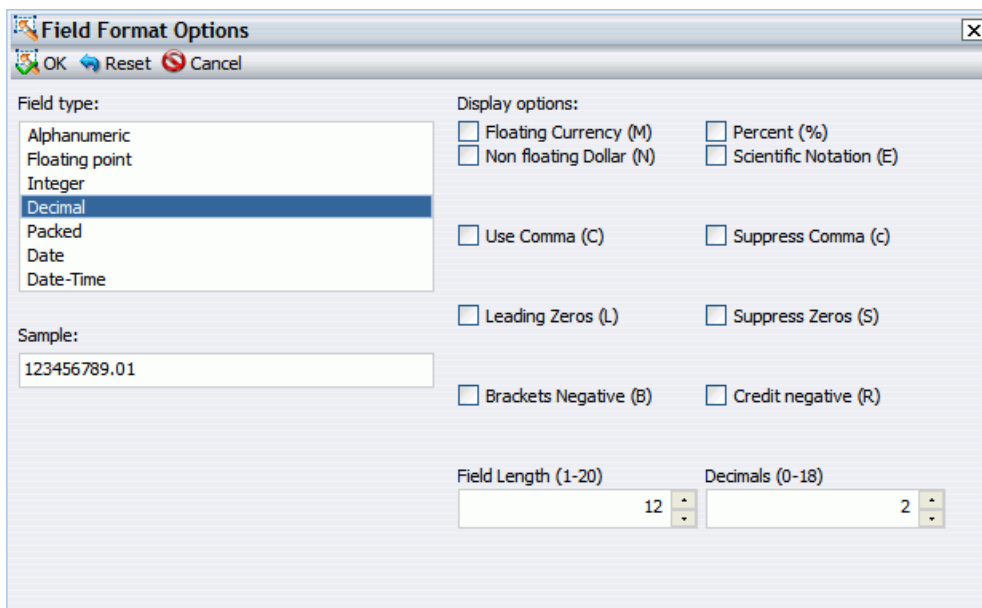 Field Format Options
OK Reset Cancel
Field type:
Alphanumeric
Floating point
Integer
Decimal
Packed
Date
Date-Time
Sample:
123456789.01
Display options:
Floating Currency (M) Percent (%)
Non floating Dollar (N) Scientific Notation (E)
Use Comma (C) Suppress Comma (c)
Leading Zeros (L) Suppress Zeros (S)
Brackets Negative (B) Credit negative (R)
Field Length (1-20) Decimals (0-18)
12 2